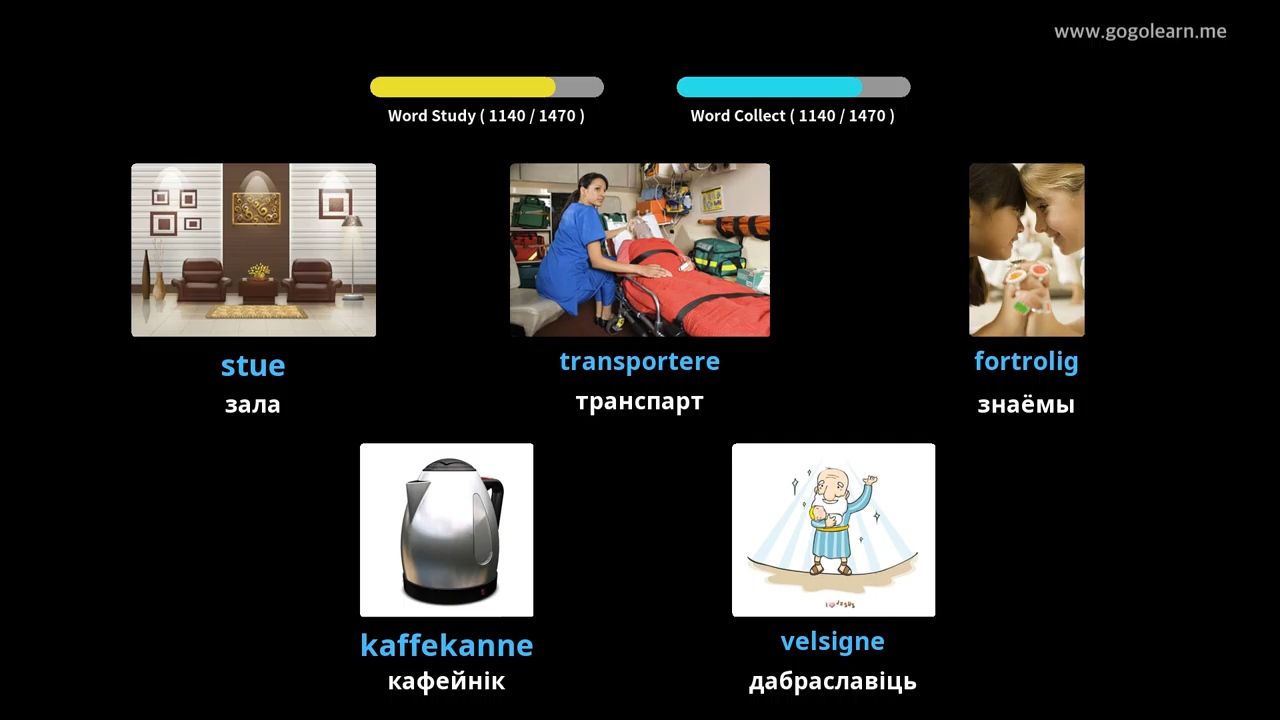 www.gogolearn.me
Word Study ( 1140 / 1470 )
Word Collect ( 1140 / 1470 )
stue
зала
transportere
транспарт
fortrolig
знаёмы
kaffekanne
кафейнік
velsigne
дабраславіць